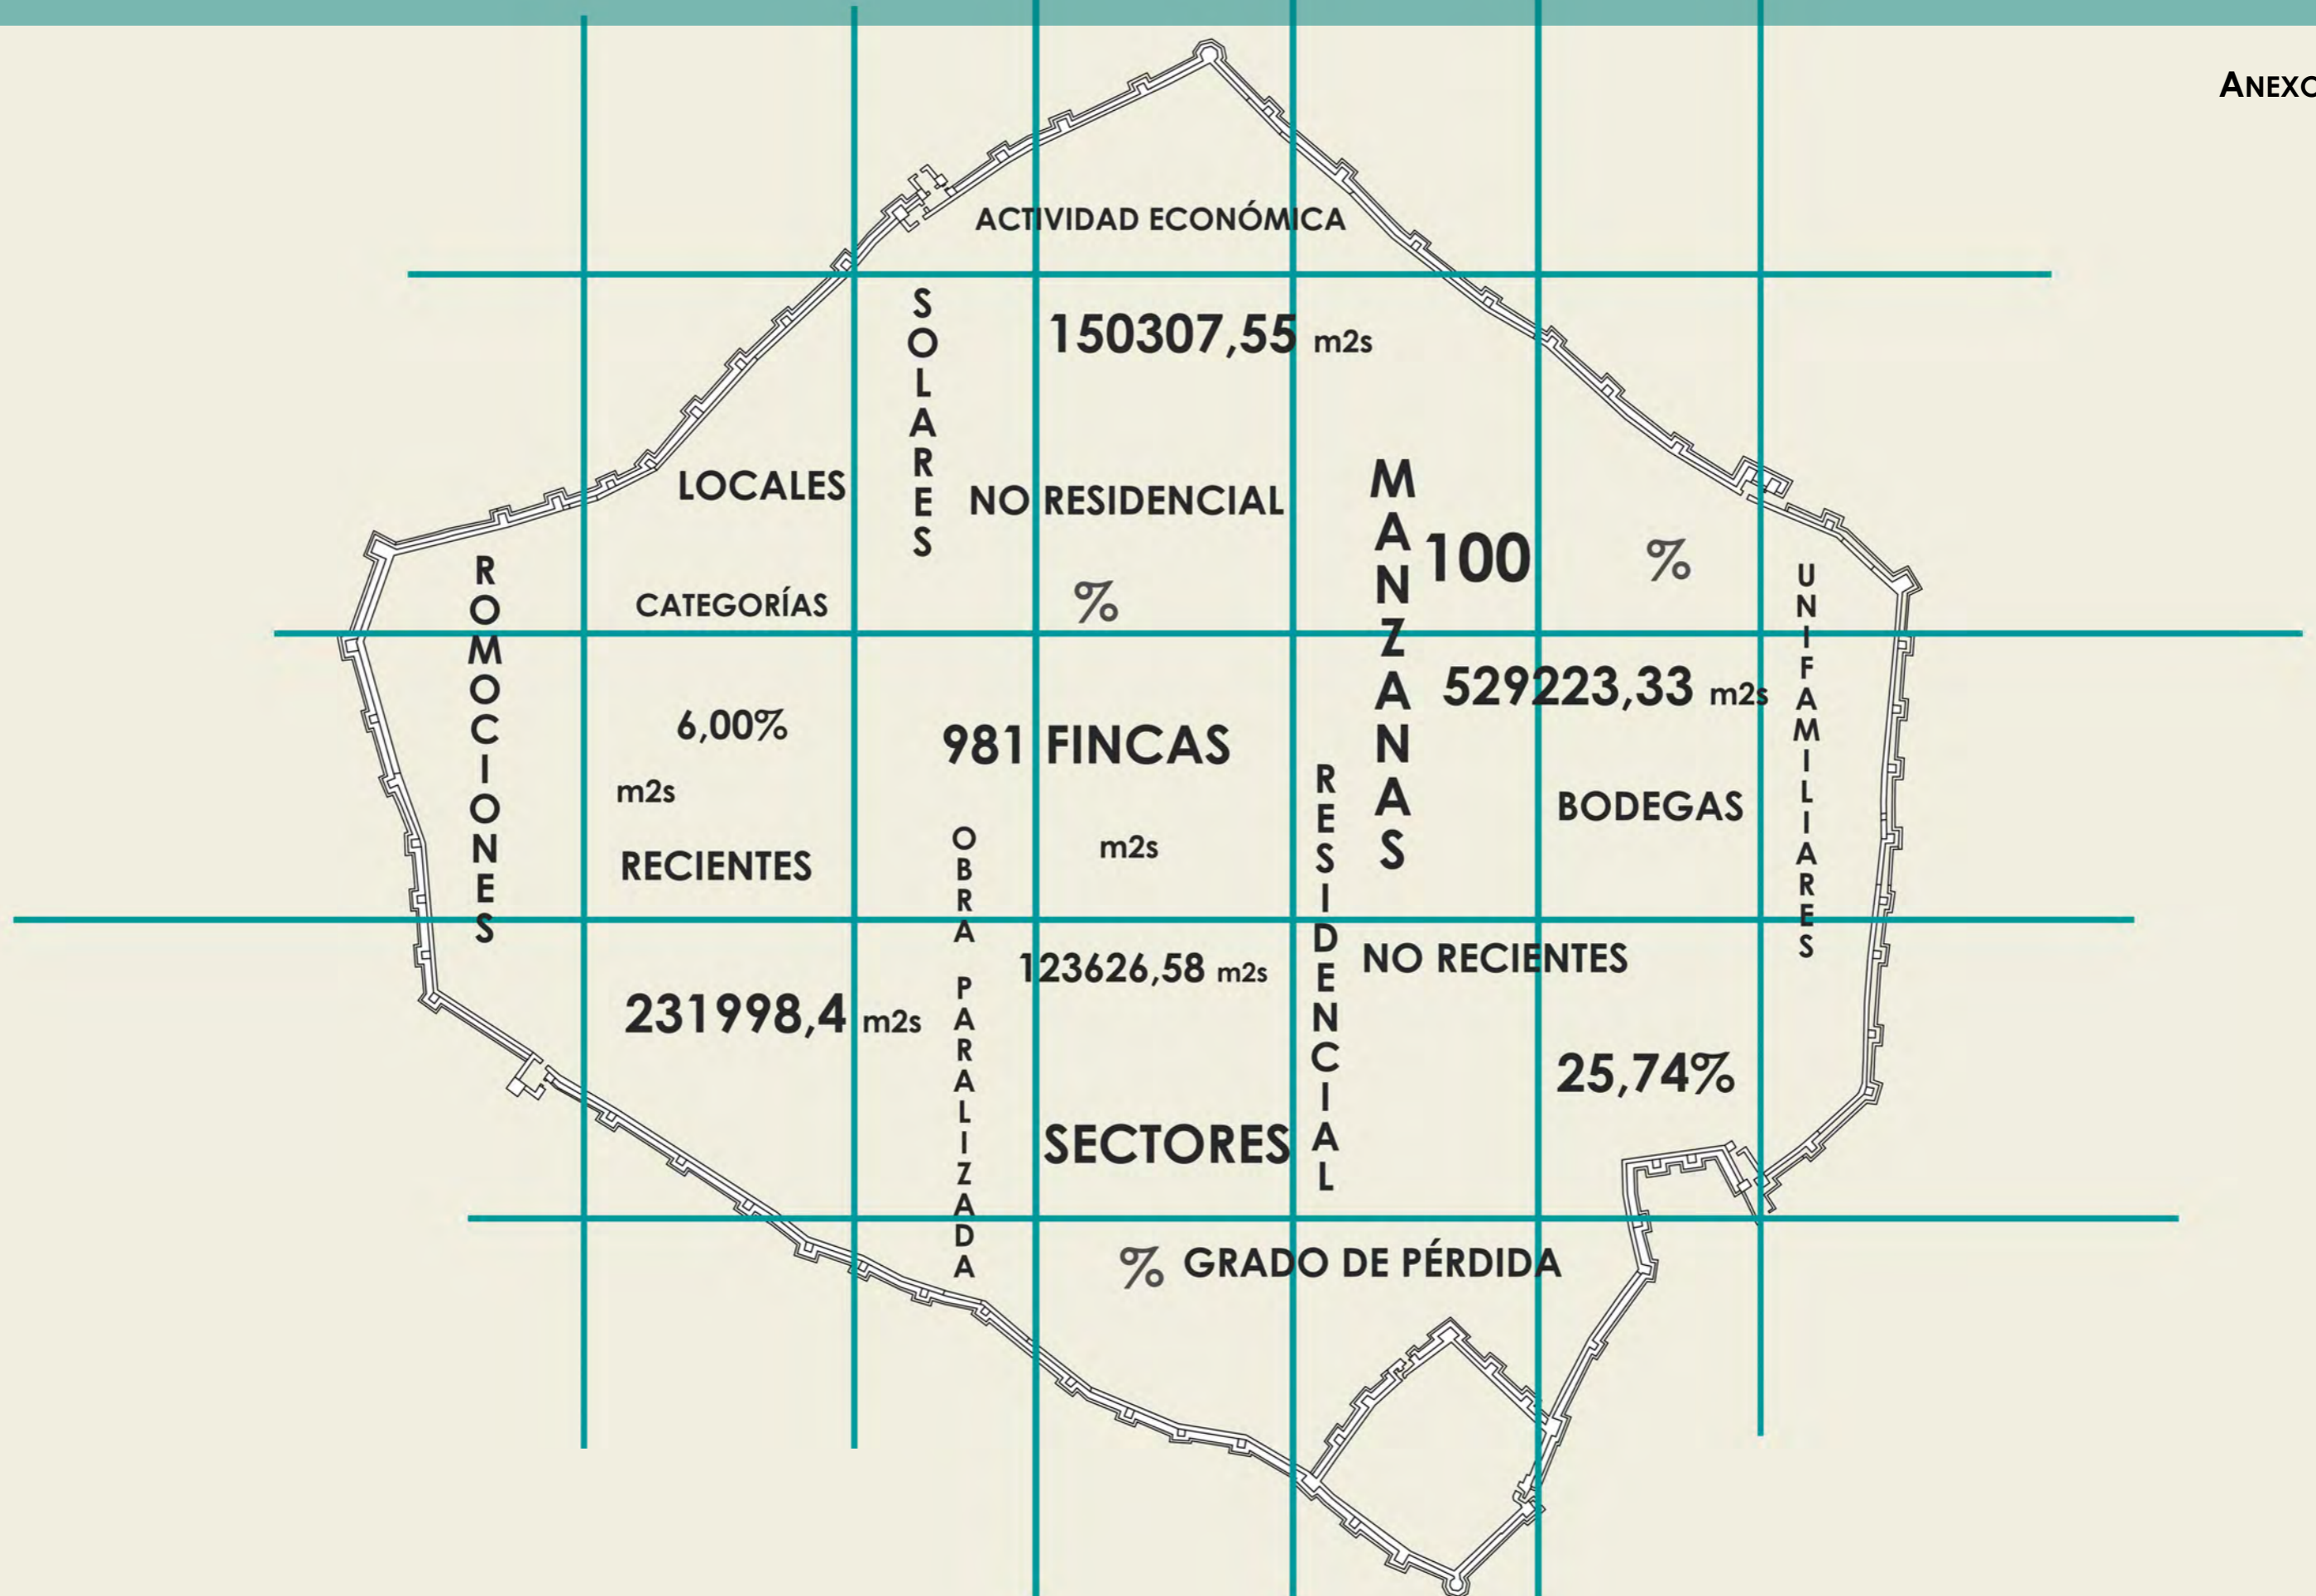 ANEXO
ACTIVIDAD ECONÓMICA
SOLARES
150307,55 m2s
LOCALES
NO RESIDENCIAL
MANZANAS
100
%
ROMOCIONES
CATEGORÍAS
%
UNIFAMILIARES
529223,33 m2s
6,00%
981 FINCAS
m2s
RESIDENCIAL
BODEGAS
RECIENTES
OBRA PARALIZADA
m2s
123626,58 m2s
NO RECIENTES
231998,4 m2s
25,74%
SECTORES
% GRADO DE PÉRDIDA